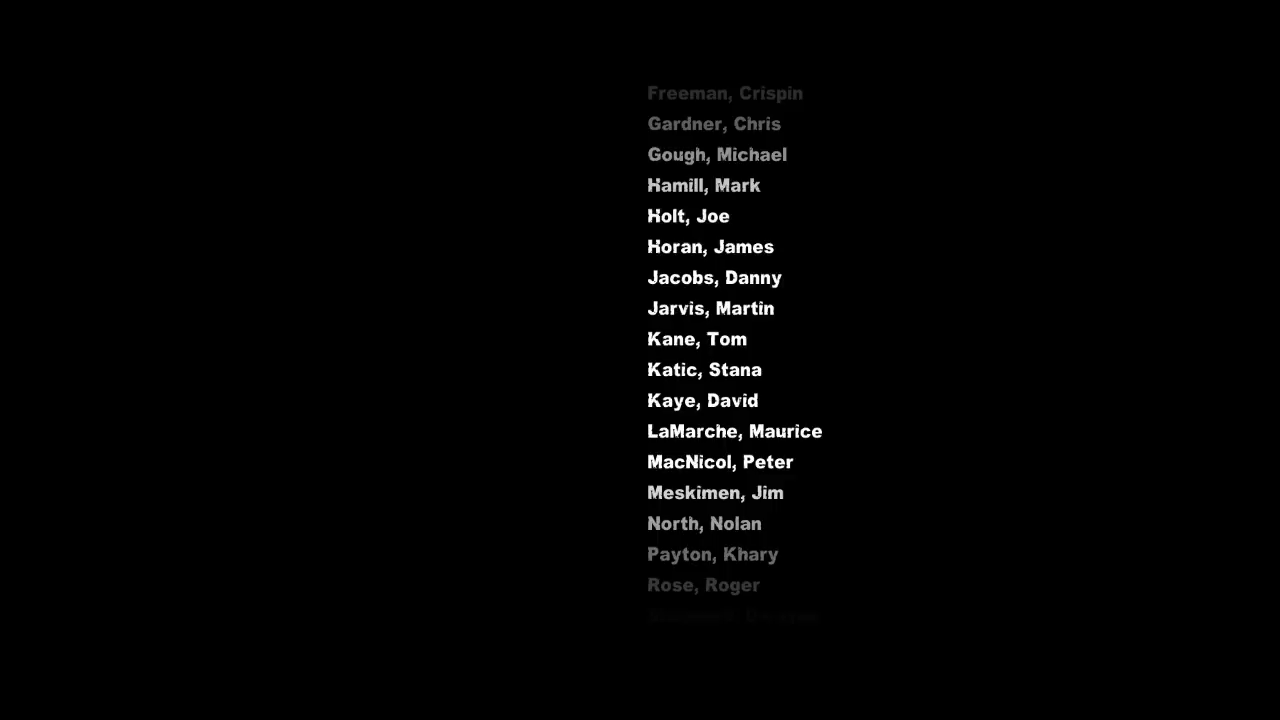 Freeman, Crispin
Gardner, Chris
Gough, Michael
Hamill, Mark
Holt, Joe
Horan, James
Jacobs, Danny
Jarvis, Martin
Kane, Tom
Katic, Stana
Kaye, David
LaMarche, Maurice
MacNicol, Peter
Meskimen, Jim
North, Nolan
Payton, Khary
Rose, Roger